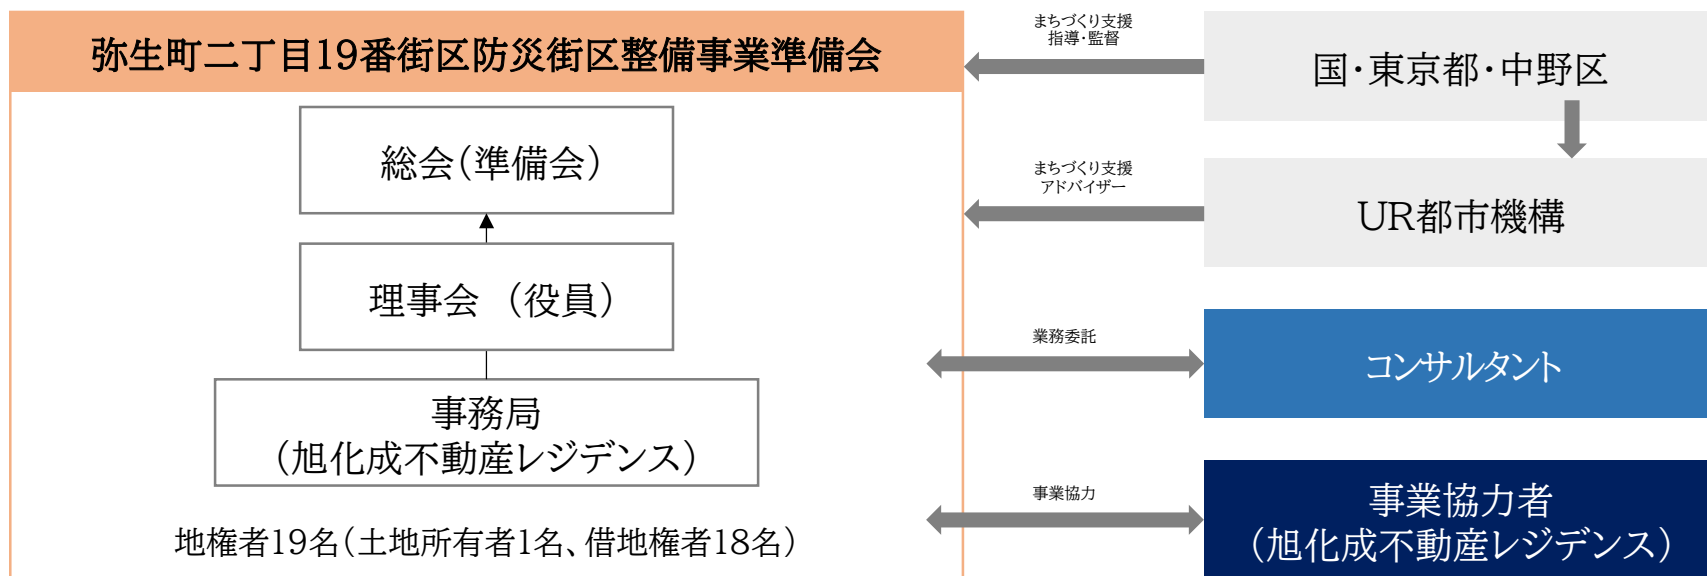 弥生町二丁目19番街区防災街区整備事業準備会
総会(準備会)
理事会 (役員)
事務局
(旭化成不動産レジデンス)
地権者19名(土地所有者1名、借地権者18名)
まちづくり支援
指導・監督
国・東京都・中野区
まちづくり支援
アドバイザー
UR都市機構
業務委託
コンサルタント
事業協力
事業協力者
(旭化成不動産レジデンス)